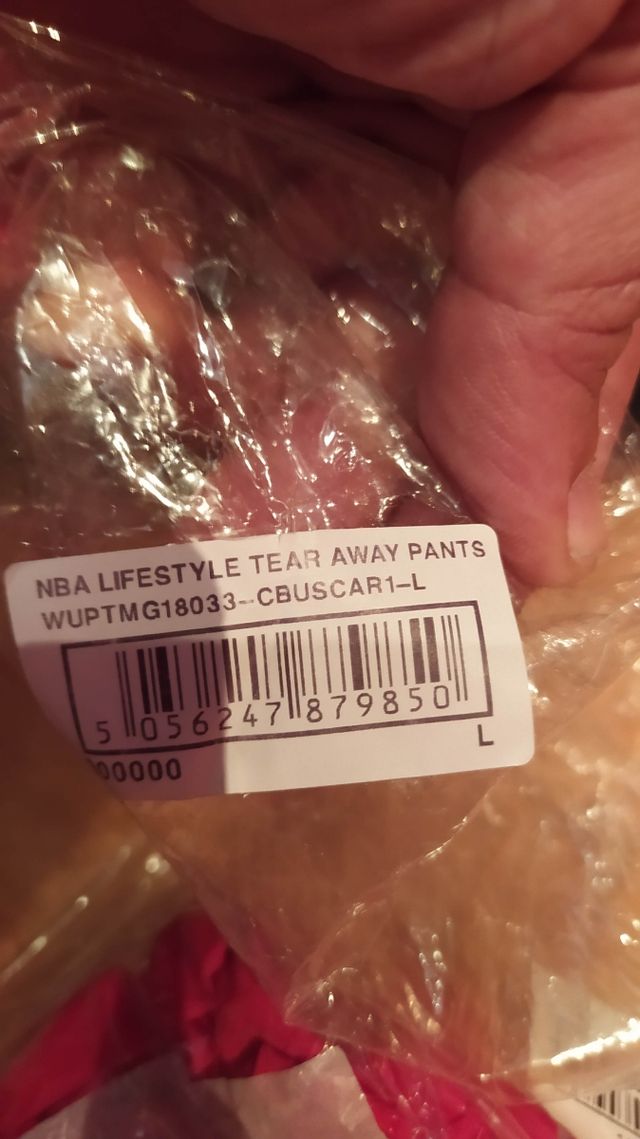 NBA LIFESTYLE TEAR AWAY PANTS
WUPTMG18033-CBUSCAR1-L
5 056247 879850
L
00000